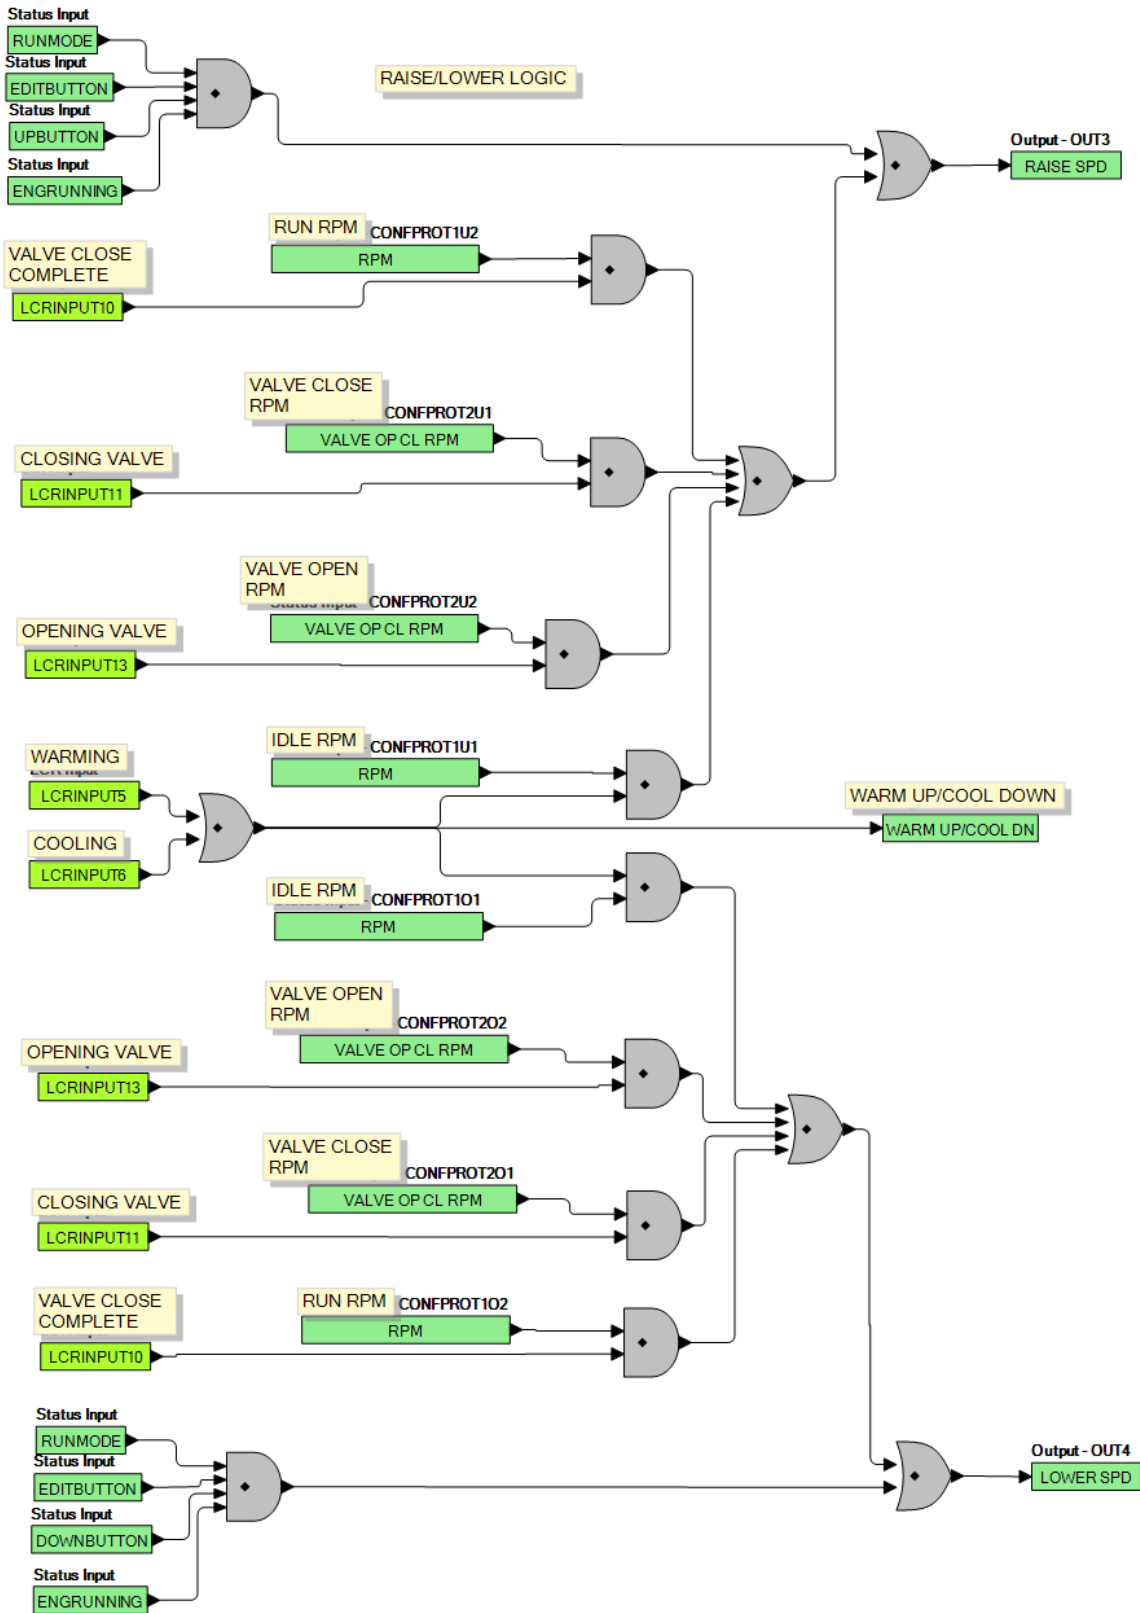 Status Input
RUNMODE
Status Input
EDITBUTTON
Status Input
UPBUTTON
Status Input
ENGRUNNING
RAISE/LOWER LOGIC
Output - OUT3
RAISE SPD
RUN RPM
CONFPROT1U2
RPM
VALVE CLOSE
COMPLETE
LCRINPUT10
VALVE CLOSE
RPM
CONFPROT2U1
VALVE OP CL RPM
CLOSING VALVE
LCRINPUT11
VALVE OPEN
RPM
Status Input - CONFPROT2U2
VALVE OP CL RPM
OPENING VALVE
LCRINPUT13
IDLE RPM
CONFPROT1U1
RPM
WARMING
LCR Input
LCRINPUT5
COOLING
LCRINPUT6
WARM UP/COOL DOWN
WARM UP/COOL DN
IDLE RPM
Status Input - CONFPROT1O1
RPM
VALVE OPEN
RPM
CONFPROT2O2
VALVE OP CL RPM
OPENING VALVE
LCRINPUT13
VALVE CLOSE
RPM
CONFPROT2O1
VALVE OP CL RPM
CLOSING VALVE
LCRINPUT11
VALVE CLOSE
COMPLETE
LCRINPUT10
RUN RPM
CONFPROT1O2
RPM
Status Input
RUNMODE
Status Input
EDITBUTTON
Status Input
DOWNBUTTON
Status Input
ENGRUNNING
Output - OUT4
LOWER SPD